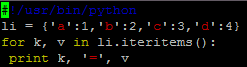 #!/usr/bin/python
li = {'a':1,'b':2,'c':3,'d':4}
for k, v in li.iteritems():
 print k, '=', v